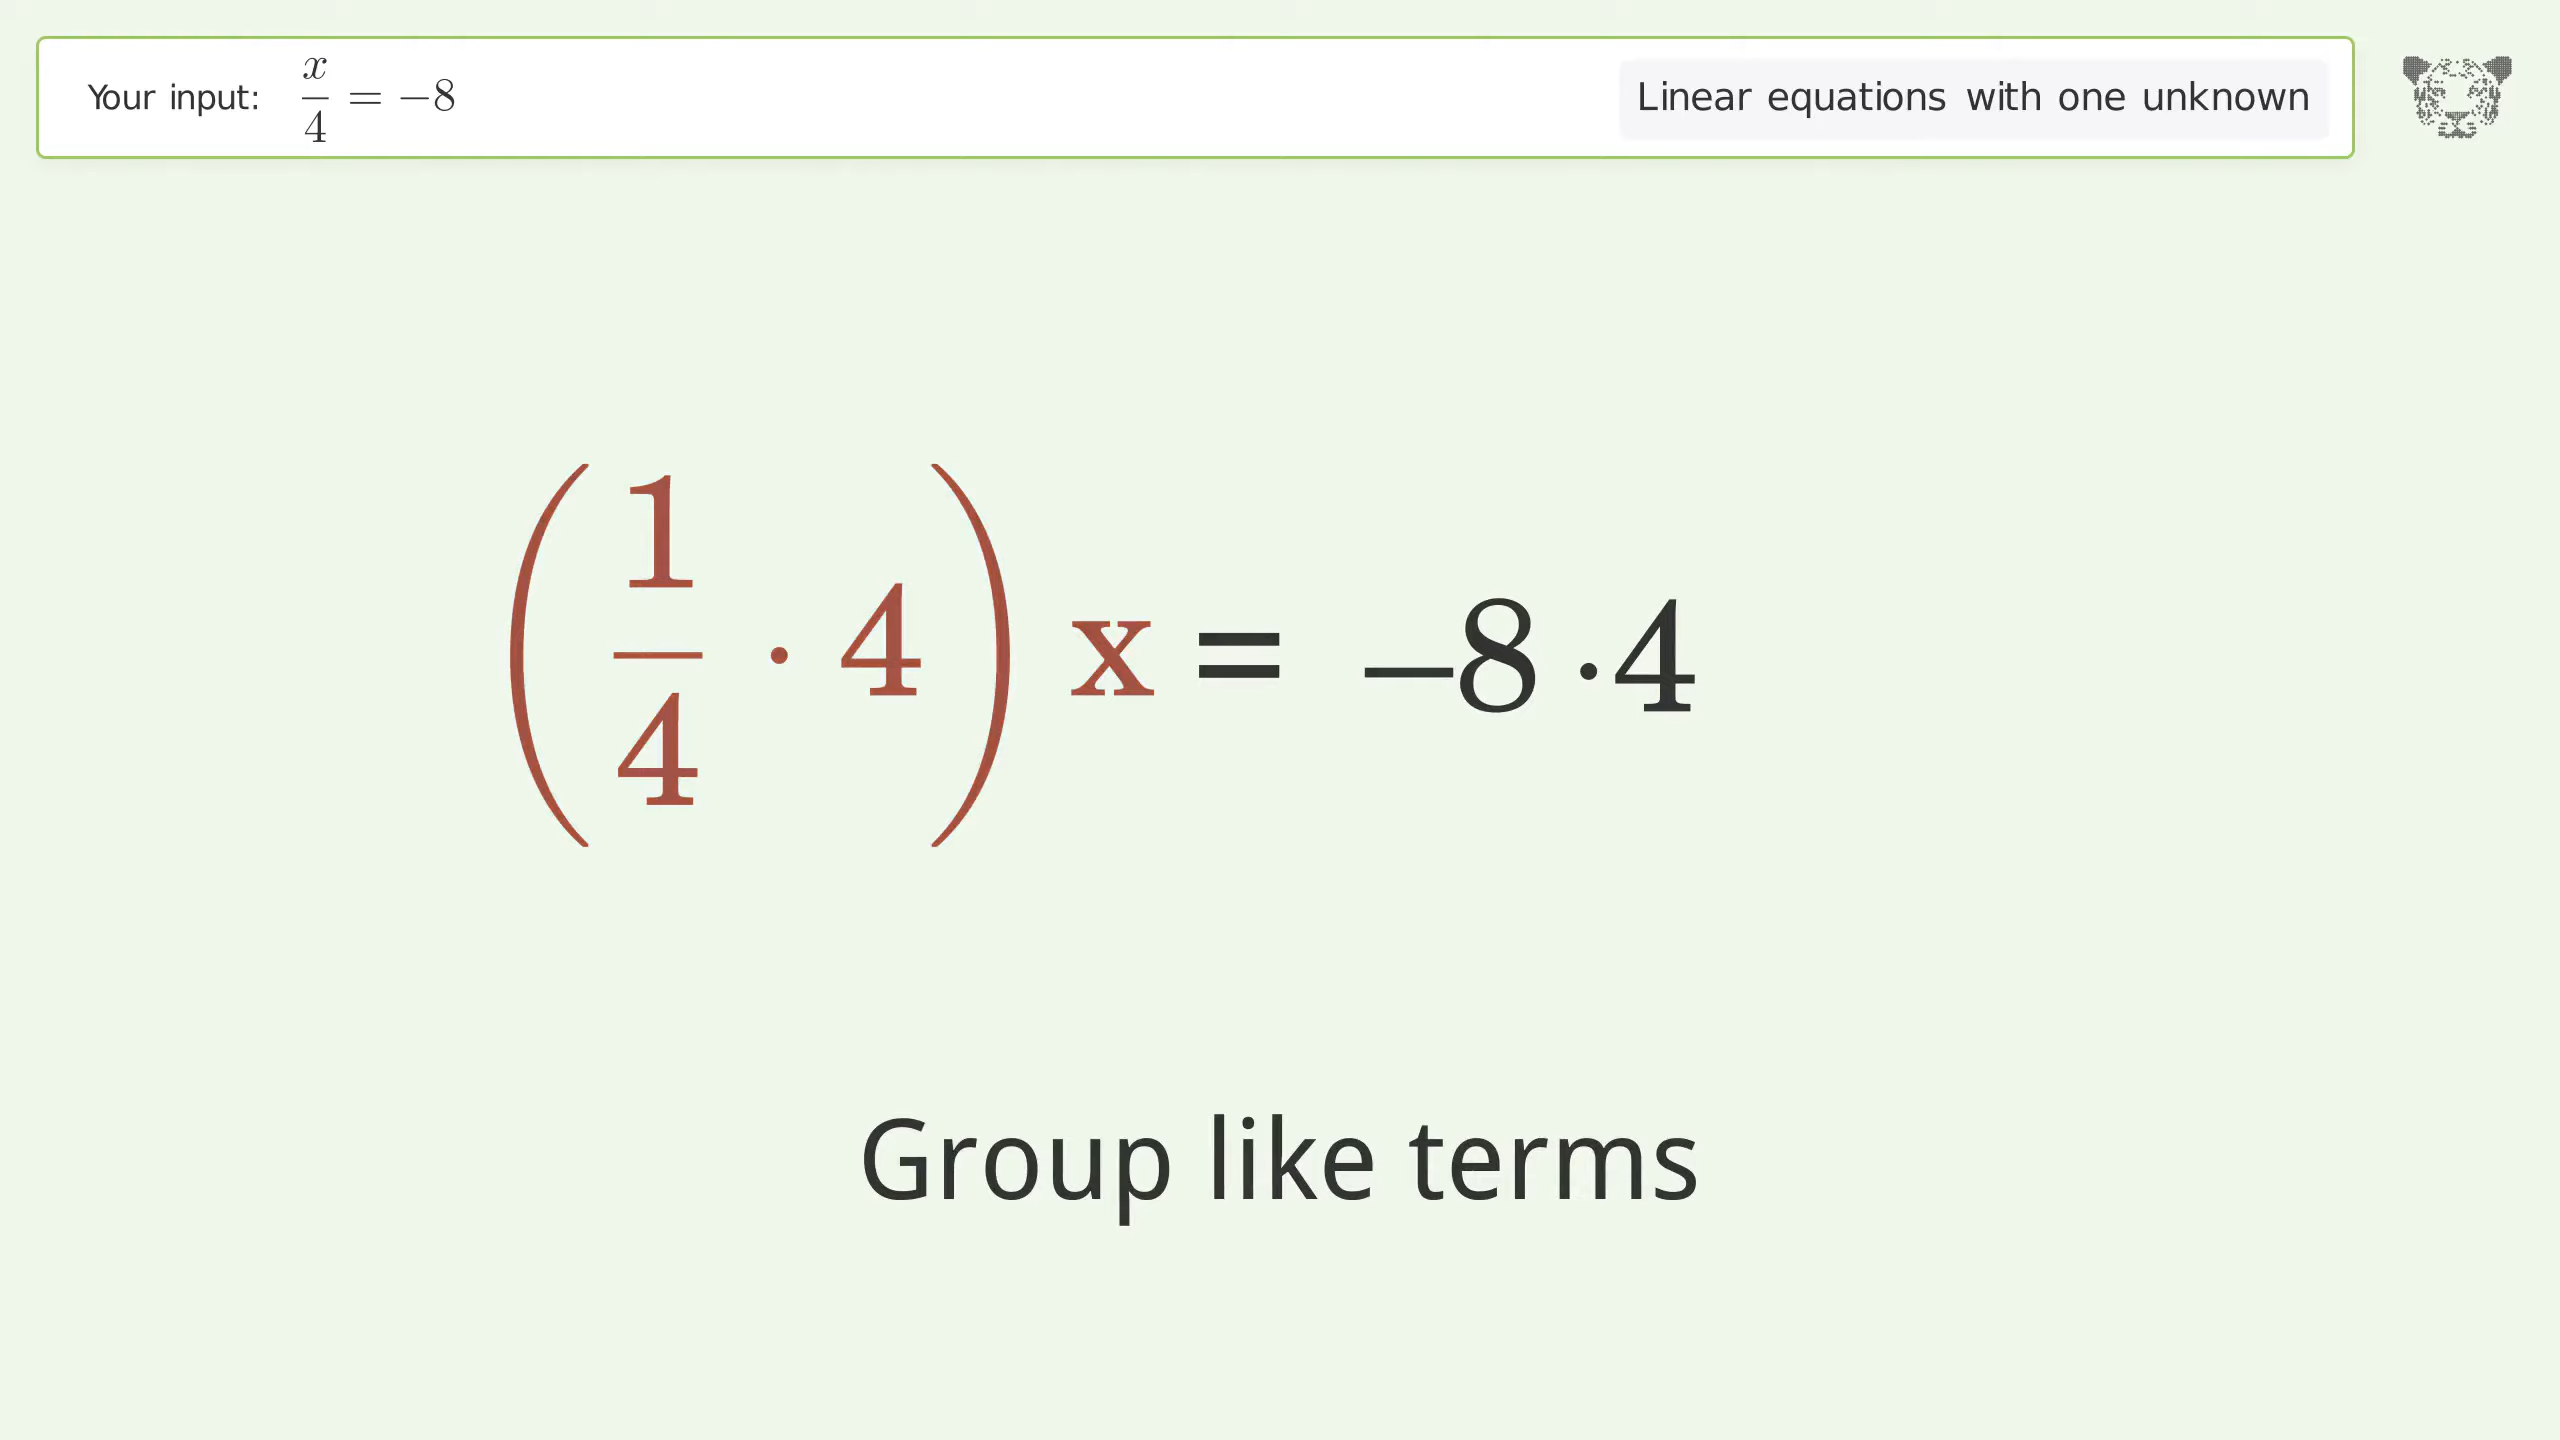 Your input: x/4 = −8
Linear equations with one unknown
(1/4 · 4) x = −8 · 4
Group like terms